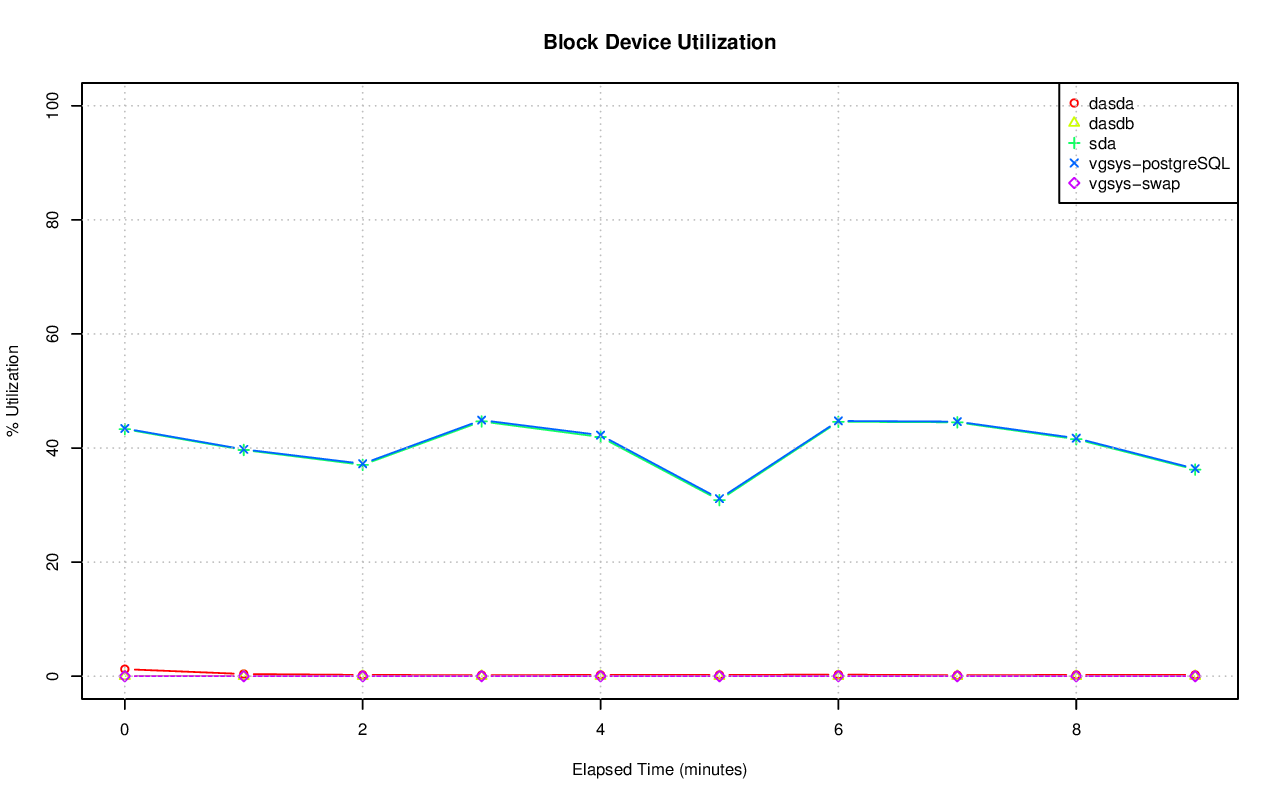 Block Device Utilization
100
80
60
40
20
0
% Utilization
dasda
dasdb
sda
vgsys−postgreSQL
vgsys−swap
0 2 4 6 8
Elapsed Time (minutes)